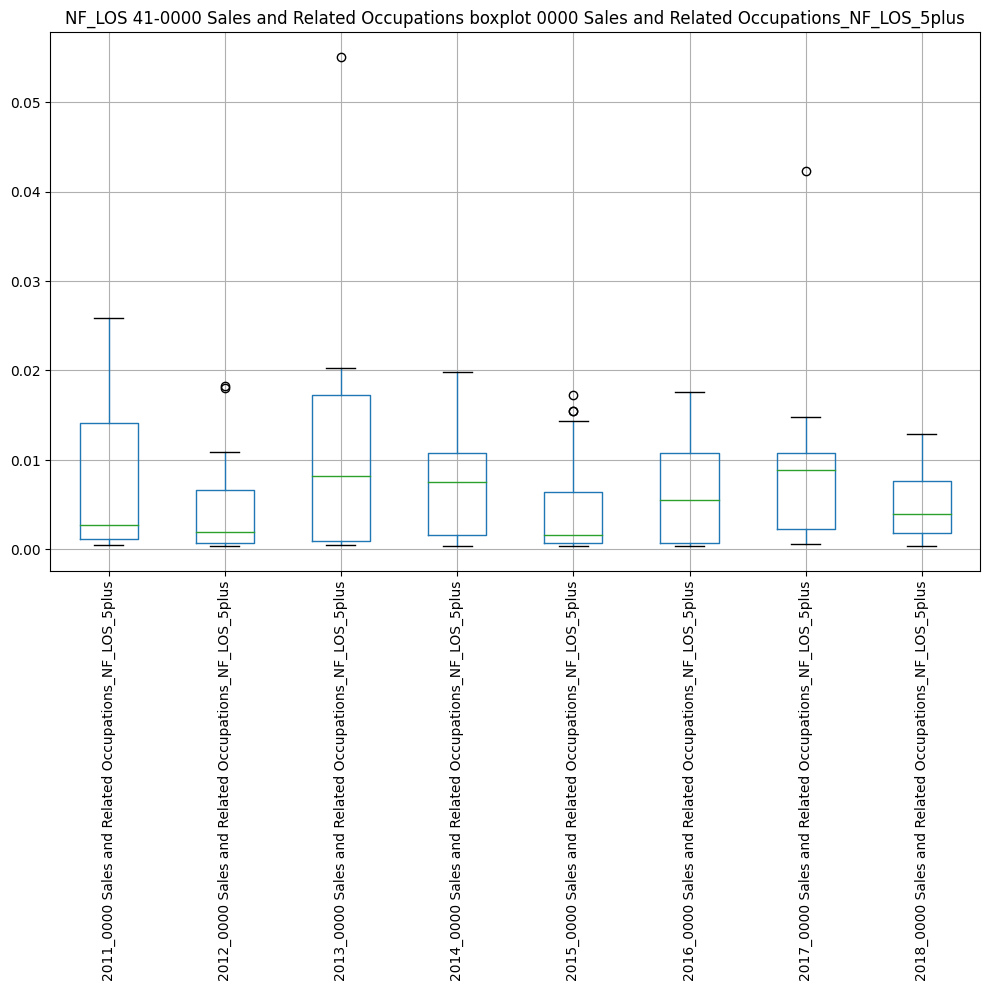 NF_LOS 41-0000 Sales and Related Occupations boxplot 0000 Sales and Related Occupations_NF_LOS_5plus
0.05
0.04
0.03
0.02
0.01
0.00
2011_0000 Sales and Related Occupations_NF_LOS_5plus
2012_0000 Sales and Related Occupations_NF_LOS_5plus
2013_0000 Sales and Related Occupations_NF_LOS_5plus
2014_0000 Sales and Related Occupations_NF_LOS_5plus
2015_0000 Sales and Related Occupations_NF_LOS_5plus
2016_0000 Sales and Related Occupations_NF_LOS_5plus
2017_0000 Sales and Related Occupations_NF_LOS_5plus
2018_0000 Sales and Related Occupations_NF_LOS_5plus